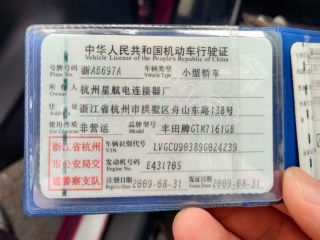 中华人民共和国机动车行驶证
Vehicle License of the People's Republic of China
号牌号码 浙AB697A 车辆类型 小型轿车
Plate No. Vehicle Type
所有人 杭州星航电连接器厂
Owner
住址 浙江省杭州市拱墅区舟山东路138号
Address
使用性质 非营运 品牌型号 丰田牌GTM7161GB
Use Character Model
浙江省杭州 车辆识别代号 LVGCU90389G024239
VIN
市公安局交 发动机号码 E431705
Engine No.
通警察支队 注册日期 2009-08-31 发证日期 2009-08-31
Register Date Issue Date